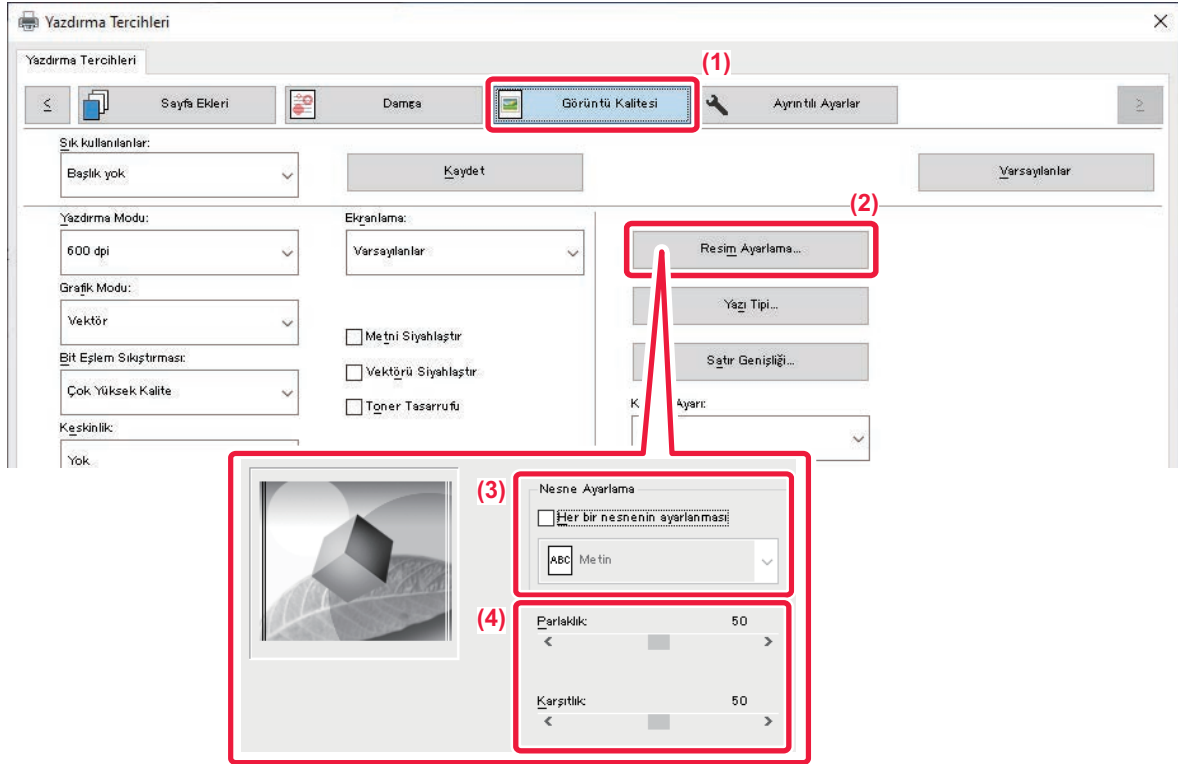 Yazdırma Tercihleri
Yazdırma Tercihleri
(1)
Sayfa Ekleri
Damga
Görüntü Kalitesi
Ayrıntılı Ayarlar
Sık kullanılanlar:
Başlık yok
Kaydet
Varsayılanlar
(2)
Yazdırma Modu:
600 dpi
Ekranlama:
Varsayılanlar
Resim Ayarlama...
Grafik Modu:
Vektör
Yazı Tipi...
Metni Siyahlaştır
Bit Eşlem Sıkıştırması:
Çok Yüksek Kalite
Vektörü Siyahlaştır
Satır Genişliği...
Toner Tasarrufu
K
Ayarı:
Keskinlik:
Yok
(3)
Nesne Ayarlama
Her bir nesnenin ayarlanması
ABC Metin
(4)
Parlaklık: 50
Karşıtlık: 50